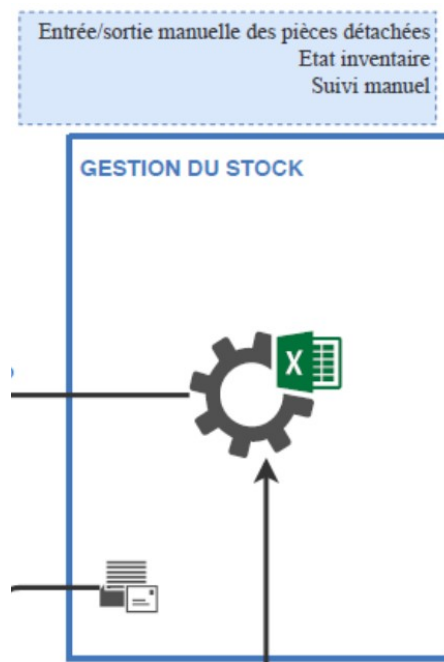 Entrée/sortie manuelle des pièces détachées
Etat inventaire
Suivi manuel
GESTION DU STOCK
X